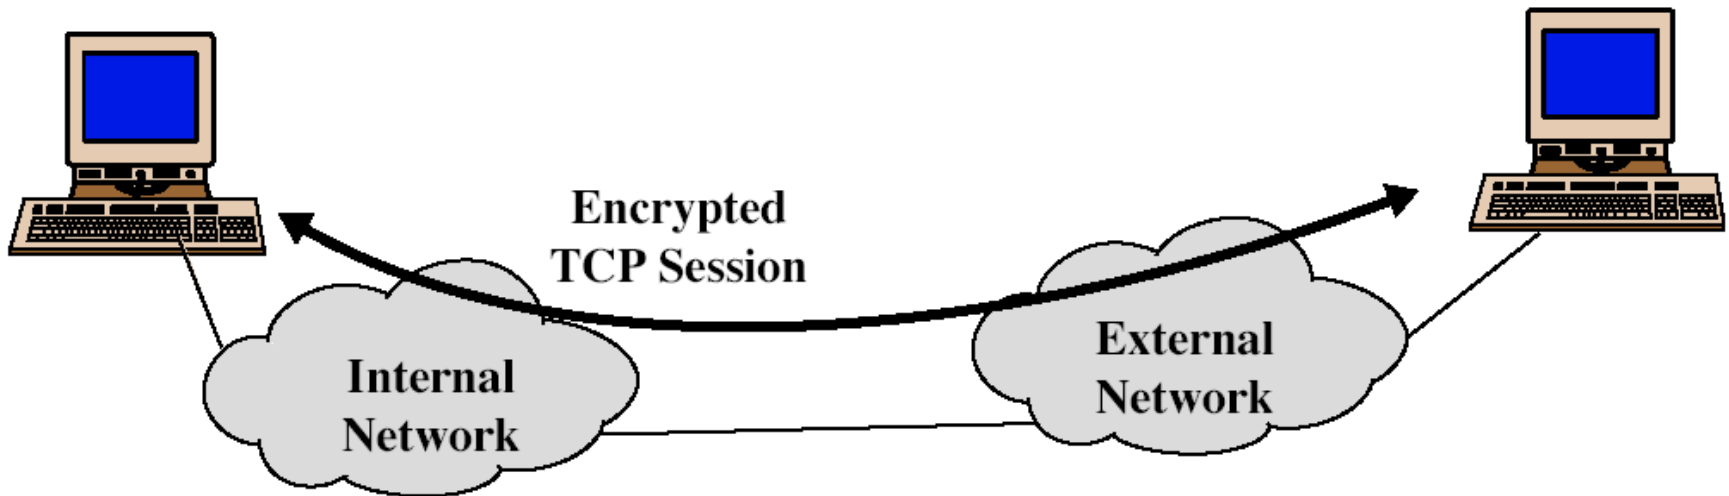 Encrypted
TCP Session
Internal
Network
External
Network